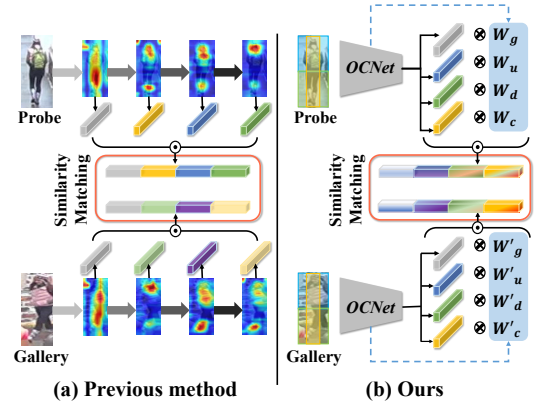 Probe
Similarity
Matching
Gallery
(a) Previous method
OCNet
W_g
W_u
W_d
W_c
Probe
Similarity
Matching
OCNet
W'_g
W'_u
W'_d
W'_c
Gallery
(b) Ours